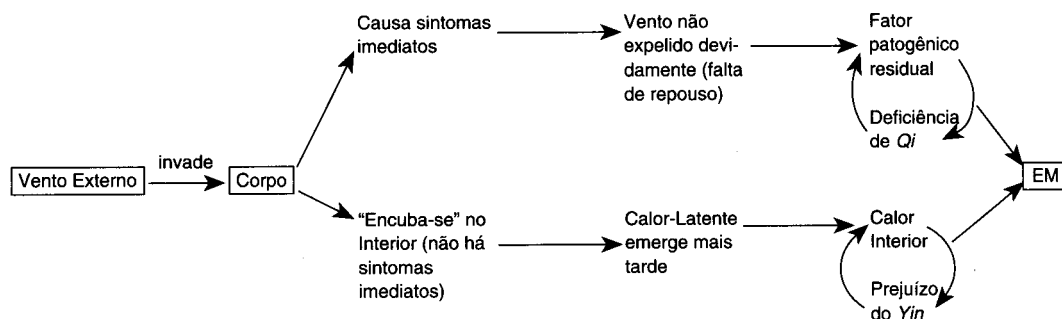 Causa sintomas
imediatos
Vento não
expelido devi-
damente (falta
de repouso)
Fator
patogênico
residual
Deficiência
de Qi
Vento Externo
invade
Corpo
EM
"Encuba-se" no
Interior (não há
sintomas
imediatos)
Calor-Latente
emerge mais
tarde
Calor
Interior
Prejuízo
do Yin